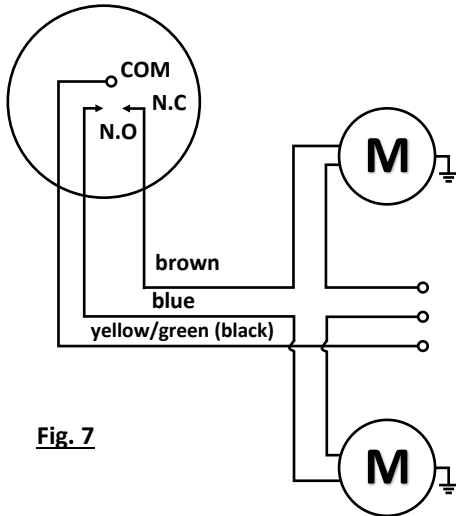 COM
N.C
N.O
M
brown
blue
yellow/green (black)
Fig. 7
M